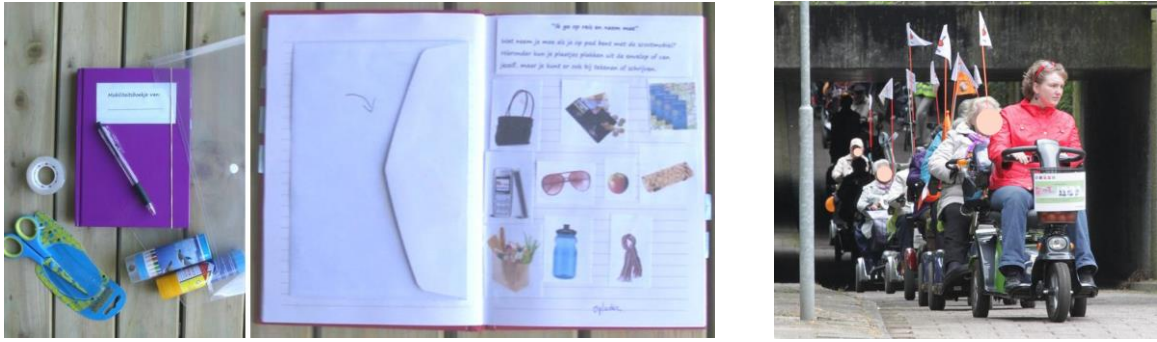 Mobiliteitsboekje van:
"Ik ga op reis en neem mee"
Wat neem je mee als je op pad bent met de scootmobiel?
Hieronder kun je plaatjes plakken uit de envelop of van
jezelf, maar je kunt er ook bij tekenen of schrijven.
Oplader